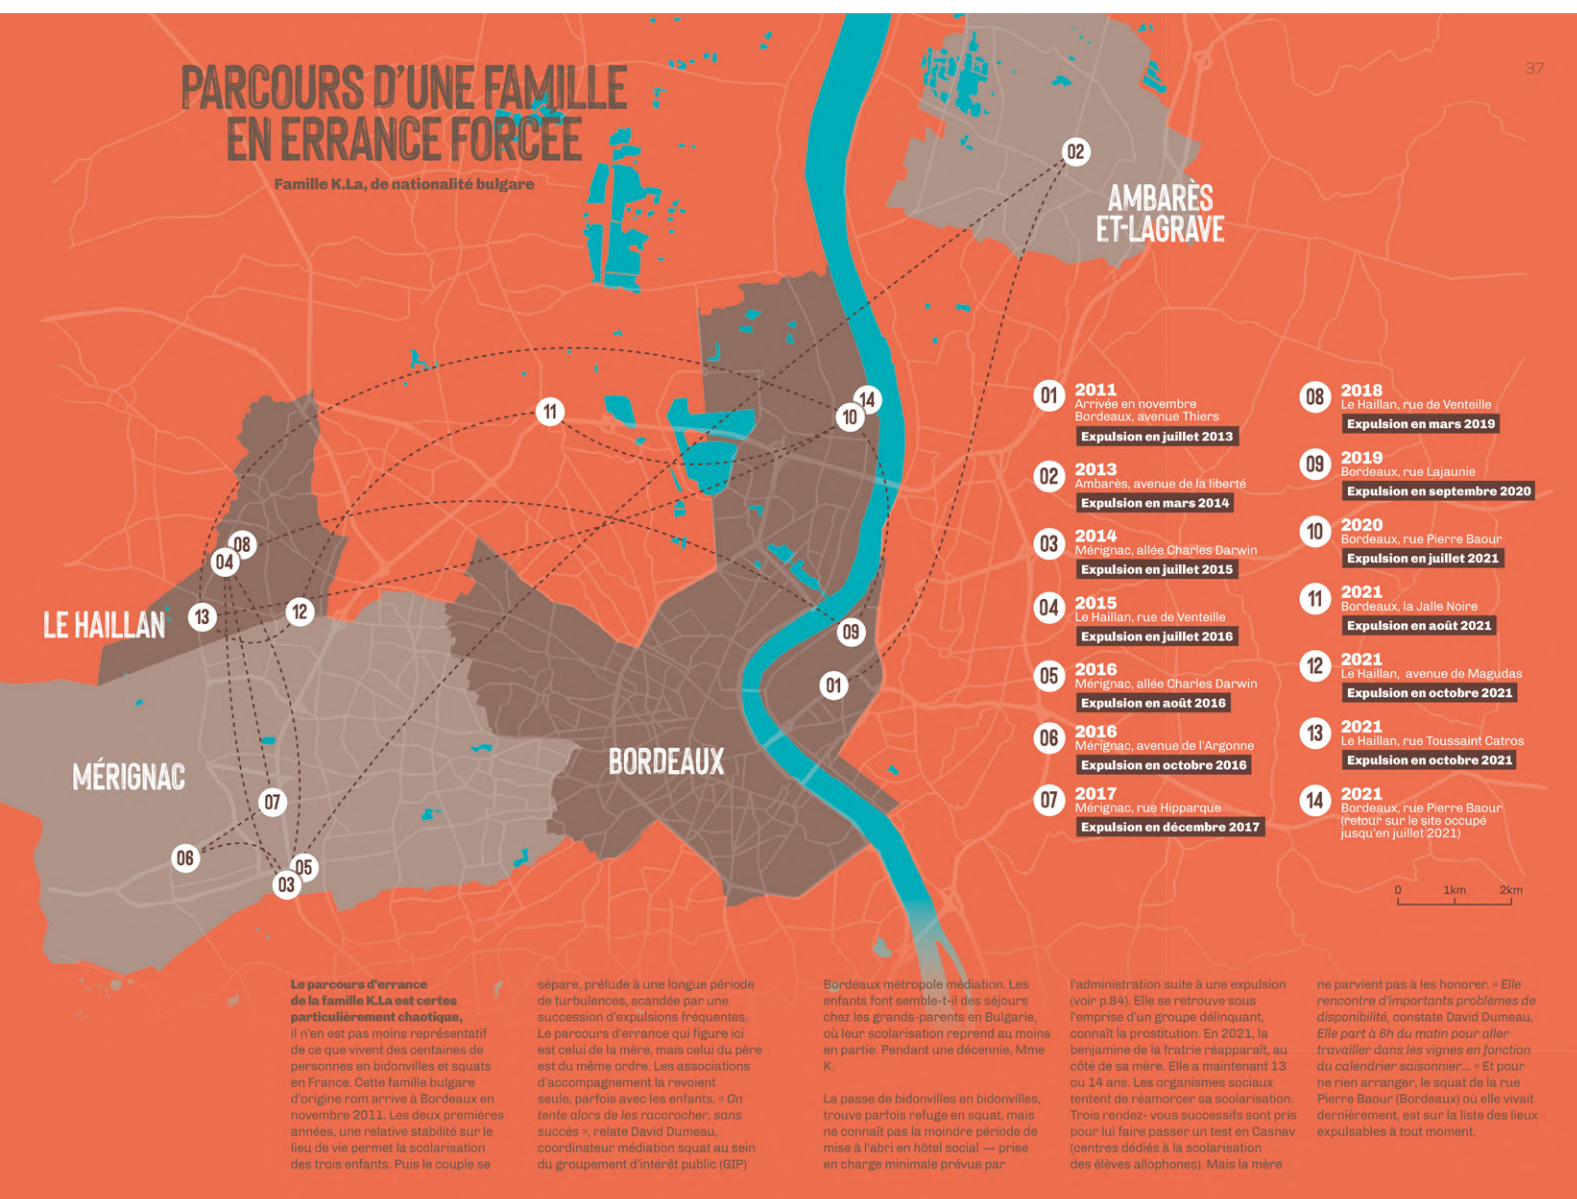 37
PARCOURS D'UNE FAMILLE
EN ERRANCE FORCÉE
Famille K.La, de nationalité bulgare
02
AMBARÈS
ET-LAGRAVE
14
10
11
08
04
13
12
LE HAILLAN
09
01
BORDEAUX
MÉRIGNAC
07
06
05
03
01
2011
Arrivée en novembre
Bordeaux, avenue Thiers
Expulsion en juillet 2013
02
2013
Ambarès, avenue de la liberté
Expulsion en mars 2014
03
2014
Mérignac, allée Charles Darwin
Expulsion en juillet 2015
04
2015
Le Haillan, rue de Venteille
Expulsion en juillet 2016
05
2016
Mérignac, allée Charles Darwin
Expulsion en août 2016
06
2016
Mérignac, avenue de l'Argonne
Expulsion en octobre 2016
07
2017
Mérignac, rue Hipparque
Expulsion en décembre 2017
08
2018
Le Haillan, rue de Venteille
Expulsion en mars 2019
09
2019
Bordeaux, rue Lajaunie
Expulsion en septembre 2020
10
2020
Bordeaux, rue Pierre Baour
Expulsion en juillet 2021
11
2021
Bordeaux, la Jalle Noire
Expulsion en août 2021
12
2021
Le Haillan, avenue de Magudas
Expulsion en octobre 2021
13
2021
Le Haillan, rue Toussaint Catros
Expulsion en octobre 2021
14
2021
Bordeaux, rue Pierre Baour
(retour sur le site occupé
jusqu'en juillet 2021)
0 1km 2km
Le parcours d'errance
de la famille K.La est certes
particulièrement chaotique,
il n'en est pas moins représentatif
de ce que vivent des centaines de
personnes en bidonvilles et squats
en France. Cette famille bulgare
d'origine rom arrive à Bordeaux en
novembre 2011. Les deux premières
années, une relative stabilité sur le
lieu de vie permet la scolarisation
des trois enfants. Puis le couple se
sépare, prélude à une longue période
de turbulences, scandée par une
succession d'expulsions fréquentes.
Le parcours d'errance qui figure ici
est celui de la mère, mais celui du père
est du même ordre. Les associations
d'accompagnement la revoient
seule, parfois avec les enfants. « On
tente alors de les raccrocher, sans
succès », relate David Dumeau,
coordinateur médiation squat au sein
du groupement d'intérêt public (GIP)
Bordeaux métropole médiation. Les
enfants font semble-t-il des séjours
chez les grands-parents en Bulgarie,
où leur scolarisation reprend au moins
en partie. Pendant une décennie, Mme
K.
La passe de bidonvilles en bidonvilles,
trouve parfois refuge en squat, mais
ne connaît pas la moindre période de
mise à l'abri en hôtel social — prise
en charge minimale prévue par
l'administration suite à une expulsion
(voir p.84). Elle se retrouve sous
l'emprise d'un groupe délinquant,
connaît la prostitution. En 2021, la
benjamine de la fratrie réapparaît, au
côté de sa mère. Elle a maintenant 13
ou 14 ans. Les organismes sociaux
tentent de réamorcer sa scolarisation.
Trois rendez- vous successifs sont pris
pour lui faire passer un test en Casnav
(centres dédiés à la scolarisation
des élèves allophones). Mais la mère
ne parvient pas à les honorer. « Elle
rencontre d'importants problèmes de
disponibilité, constate David Dumeau.
Elle part à 6h du matin pour aller
travailler dans les vignes en fonction
du calendrier saisonnier... » Et pour
ne rien arranger, le squat de la rue
Pierre Baour (Bordeaux) où elle vivait
dernièrement, est sur la liste des lieux
expulsables à tout moment.